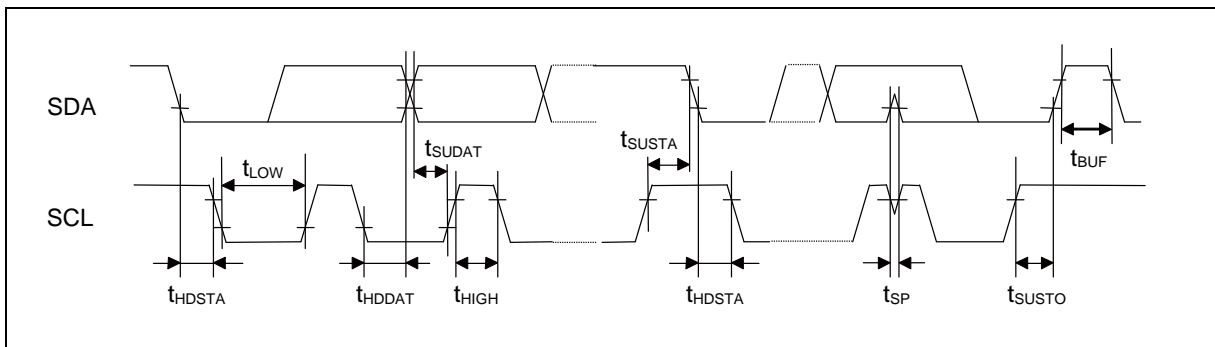 SDA
tSUDAT
tSUSTA
tBUF
tLOW
SCL
tHDSTA
tHDDAT
tHIGH
tHDSTA
tSP
tSUSTO